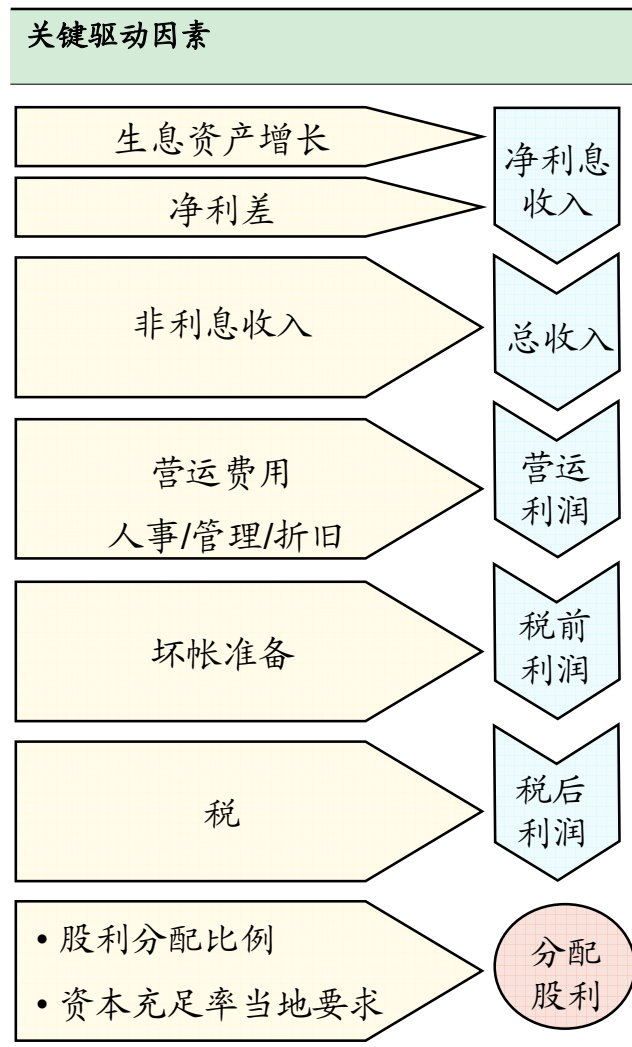 关键驱动因素
生息资产增长
净利差
净利息
收入
非利息收入
总收入
营运费用
人事/管理/折旧
营运
利润
坏帐准备
税前
利润
税
税后
利润
• 股利分配比例
• 资本充足率当地要求
分配
股利